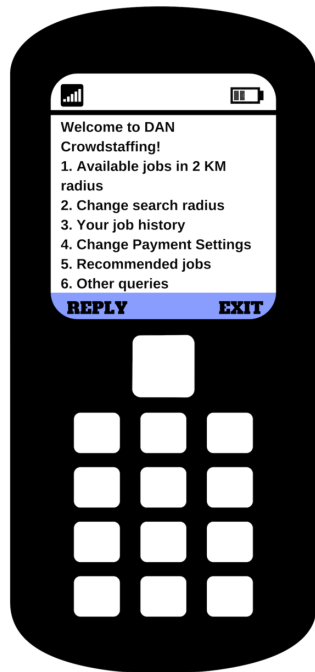 Welcome to DAN
Crowdstaffing!
1. Available jobs in 2 KM
radius
2. Change search radius
3. Your job history
4. Change Payment Settings
5. Recommended jobs
6. Other queries
REPLY EXIT